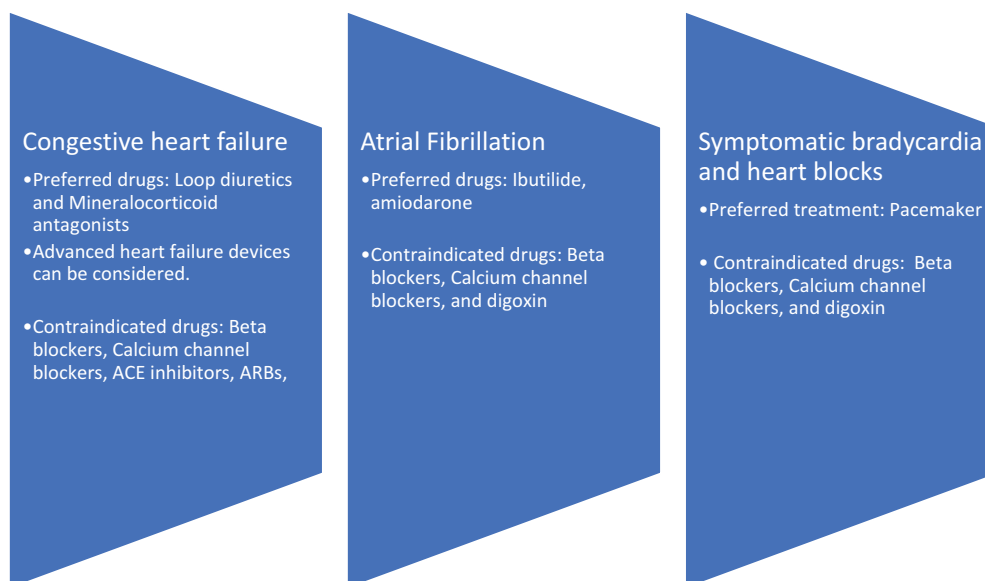 Congestive heart failure
•Preferred drugs: Loop diuretics
and Mineralocorticoid
antagonists
•Advanced heart failure devices
can be considered.
•Contraindicated drugs: Beta
blockers, Calcium channel
blockers, ACE inhibitors, ARBs,
Atrial Fibrillation
•Preferred drugs: Ibutilide,
amiodarone
•Contraindicated drugs: Beta
blockers, Calcium channel
blockers, and digoxin
Symptomatic bradycardia
and heart blocks
•Preferred treatment: Pacemaker
• Contraindicated drugs:  Beta
blockers, Calcium channel
blockers, and digoxin